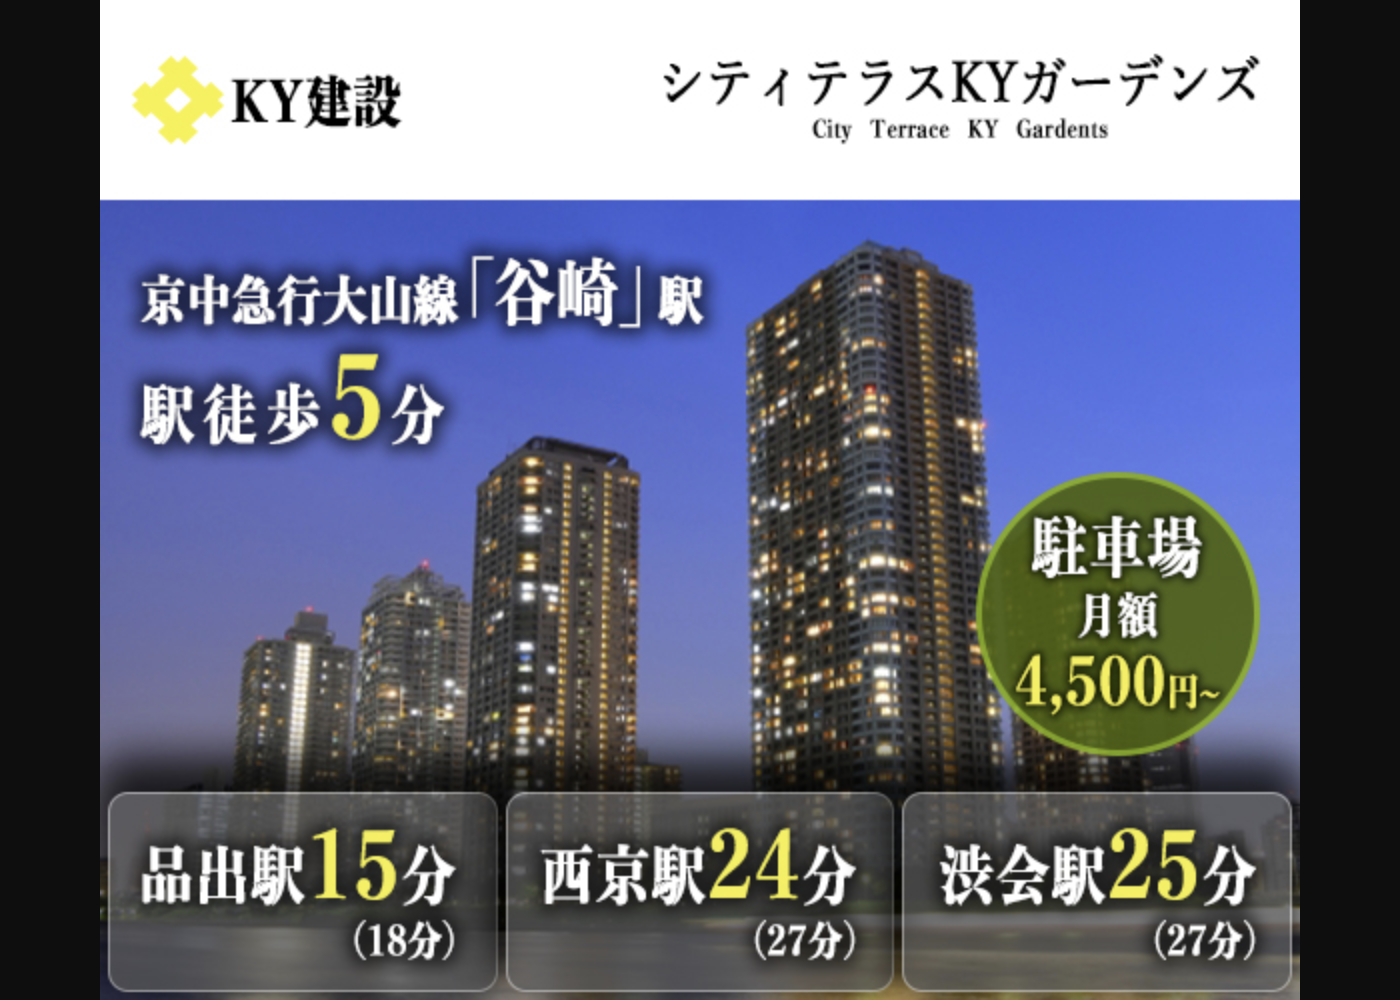 KY建設
シティテラスKYガーデンズ
City Terrace KY Gardents
京中急行大山線「谷崎」駅
駅徒歩5分
駐車場
月額
4,500円~
品出駅15分
(18分)
西京駅24分
(27分)
渋会駅25分
(27分)